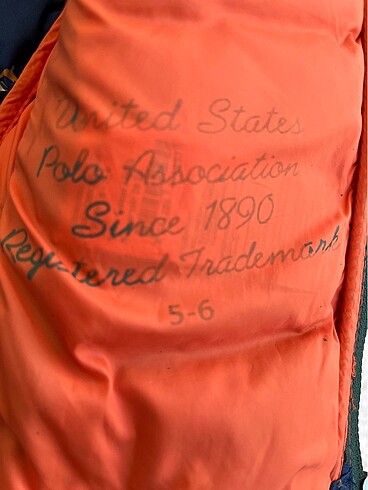 United States
Polo Association
Since 1890
Registered Trademark
5-6